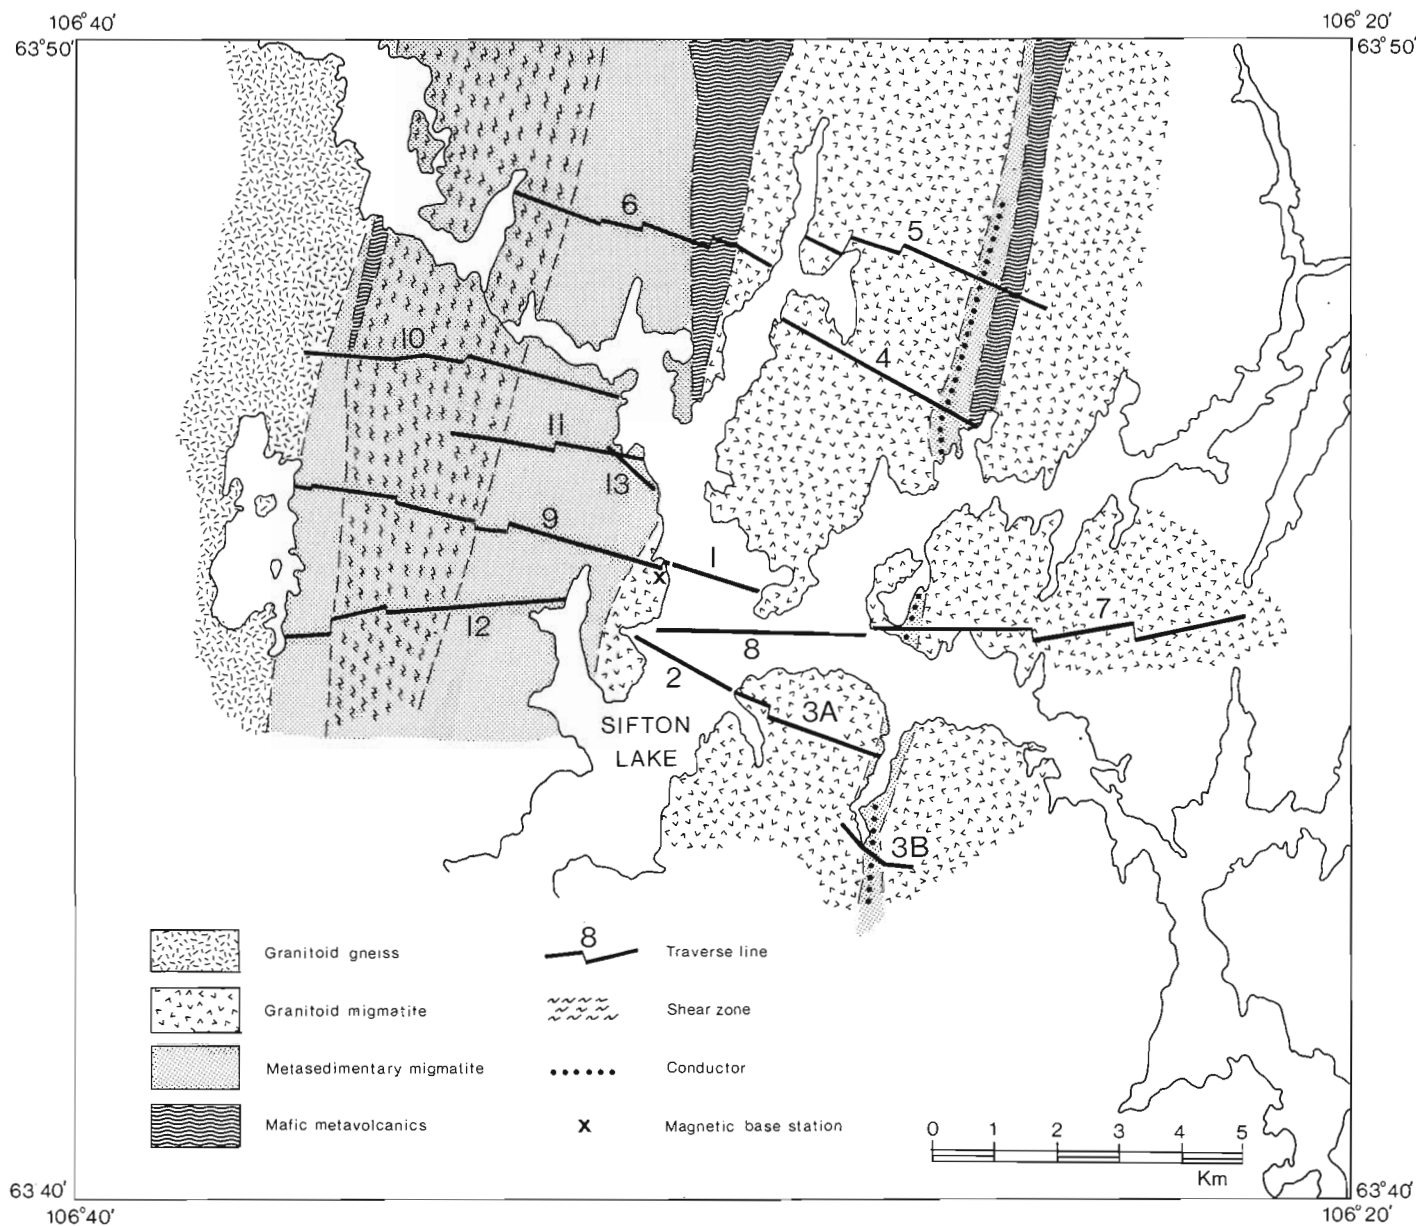 106°40' 106°20'
63°50' 63°50'
6
5
10
4
11
13
9
1
7
12
8
2
3A
SIFTON
LAKE
3B
Granitoid gneiss
8
Traverse line
Granitoid migmatite
Shear zone
Metasedimentary migmatite
Conductor
Mafic metavolcanics
x
Magnetic base station
0 1 2 3 4 5
Km
63 40' 63°40'
106°40' 106°20'